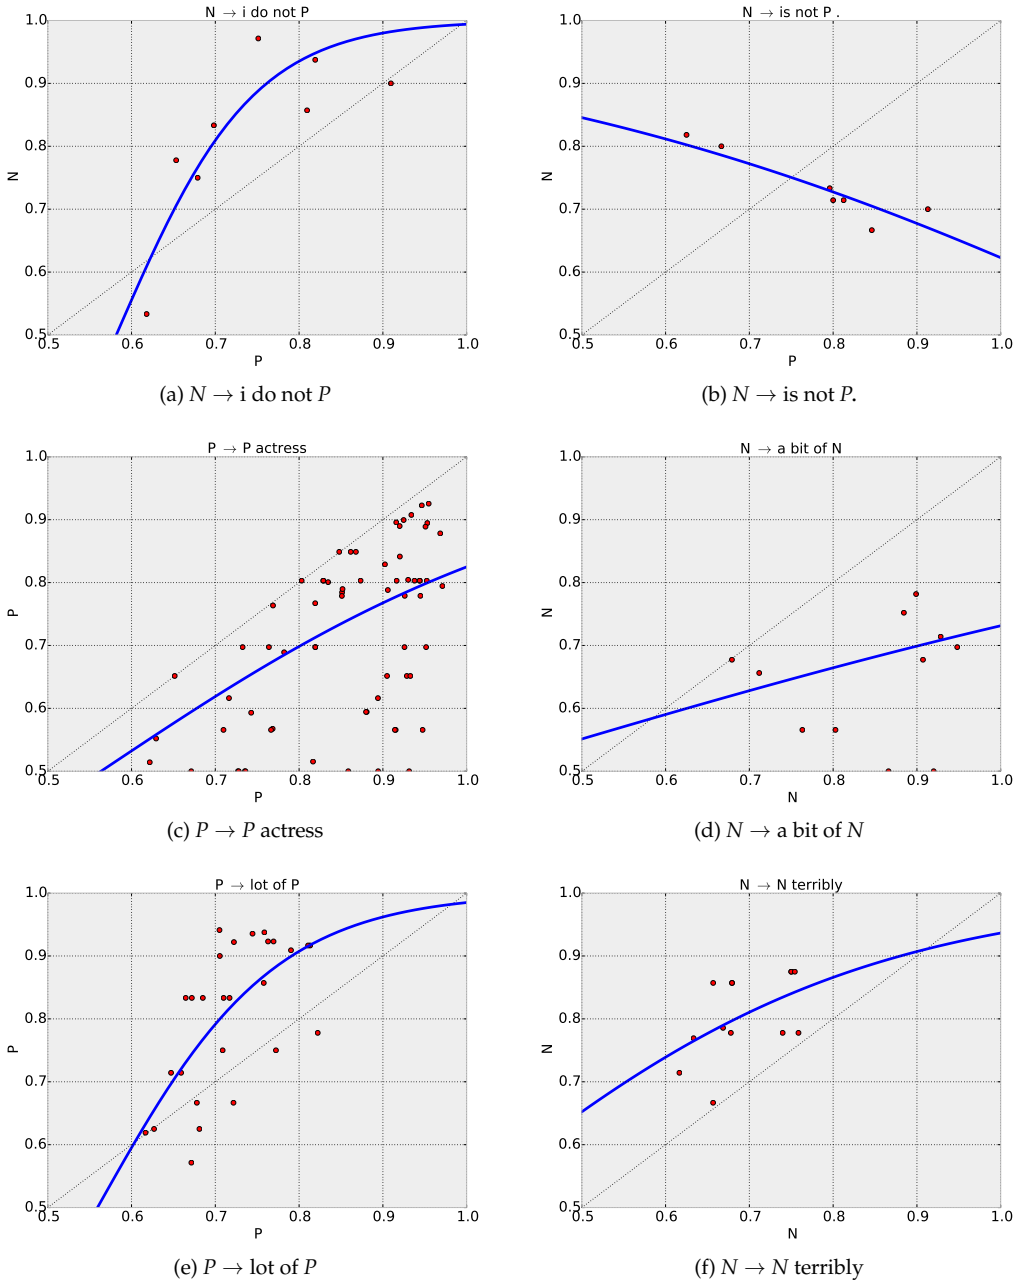 N → i do not P
1.0
0.9
0.8
0.7
0.6
0.5
N
0.5 0.6 0.7 0.8 0.9 1.0
P
(a) N → i do not P
N → is not P .
1.0
0.9
0.8
0.7
0.6
0.5
N
0.5 0.6 0.7 0.8 0.9 1.0
P
(b) N → is not P.
P → P actress
1.0
0.9
0.8
0.7
0.6
0.5
P
0.5 0.6 0.7 0.8 0.9 1.0
P
(c) P → P actress
N → a bit of N
1.0
0.9
0.8
0.7
0.6
0.5
N
0.5 0.6 0.7 0.8 0.9 1.0
N
(d) N → a bit of N
P → lot of P
1.0
0.9
0.8
0.7
0.6
0.5
P
0.5 0.6 0.7 0.8 0.9 1.0
P
(e) P → lot of P
N → N terribly
1.0
0.9
0.8
0.7
0.6
0.5
N
0.5 0.6 0.7 0.8 0.9 1.0
N
(f) N → N terribly